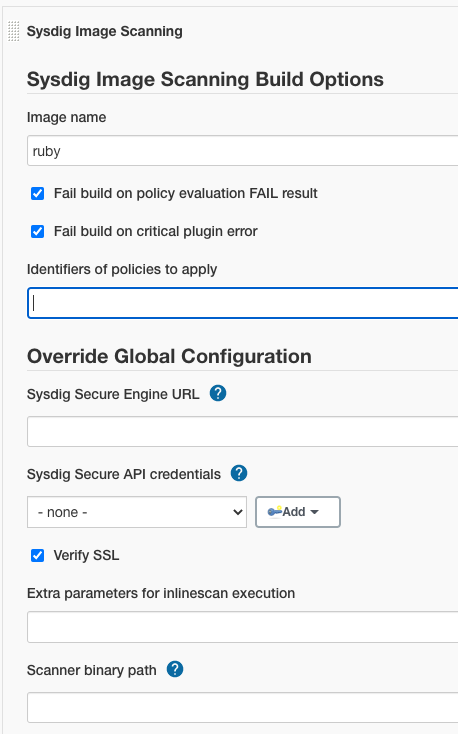 Sysdig Image Scanning
Sysdig Image Scanning Build Options
Image name
ruby
Fail build on policy evaluation FAIL result
Fail build on critical plugin error
Identifiers of policies to apply
Override Global Configuration
Sysdig Secure Engine URL ?
Sysdig Secure API credentials ?
- none - Add
Verify SSL
Extra parameters for inlinescan execution
Scanner binary path ?